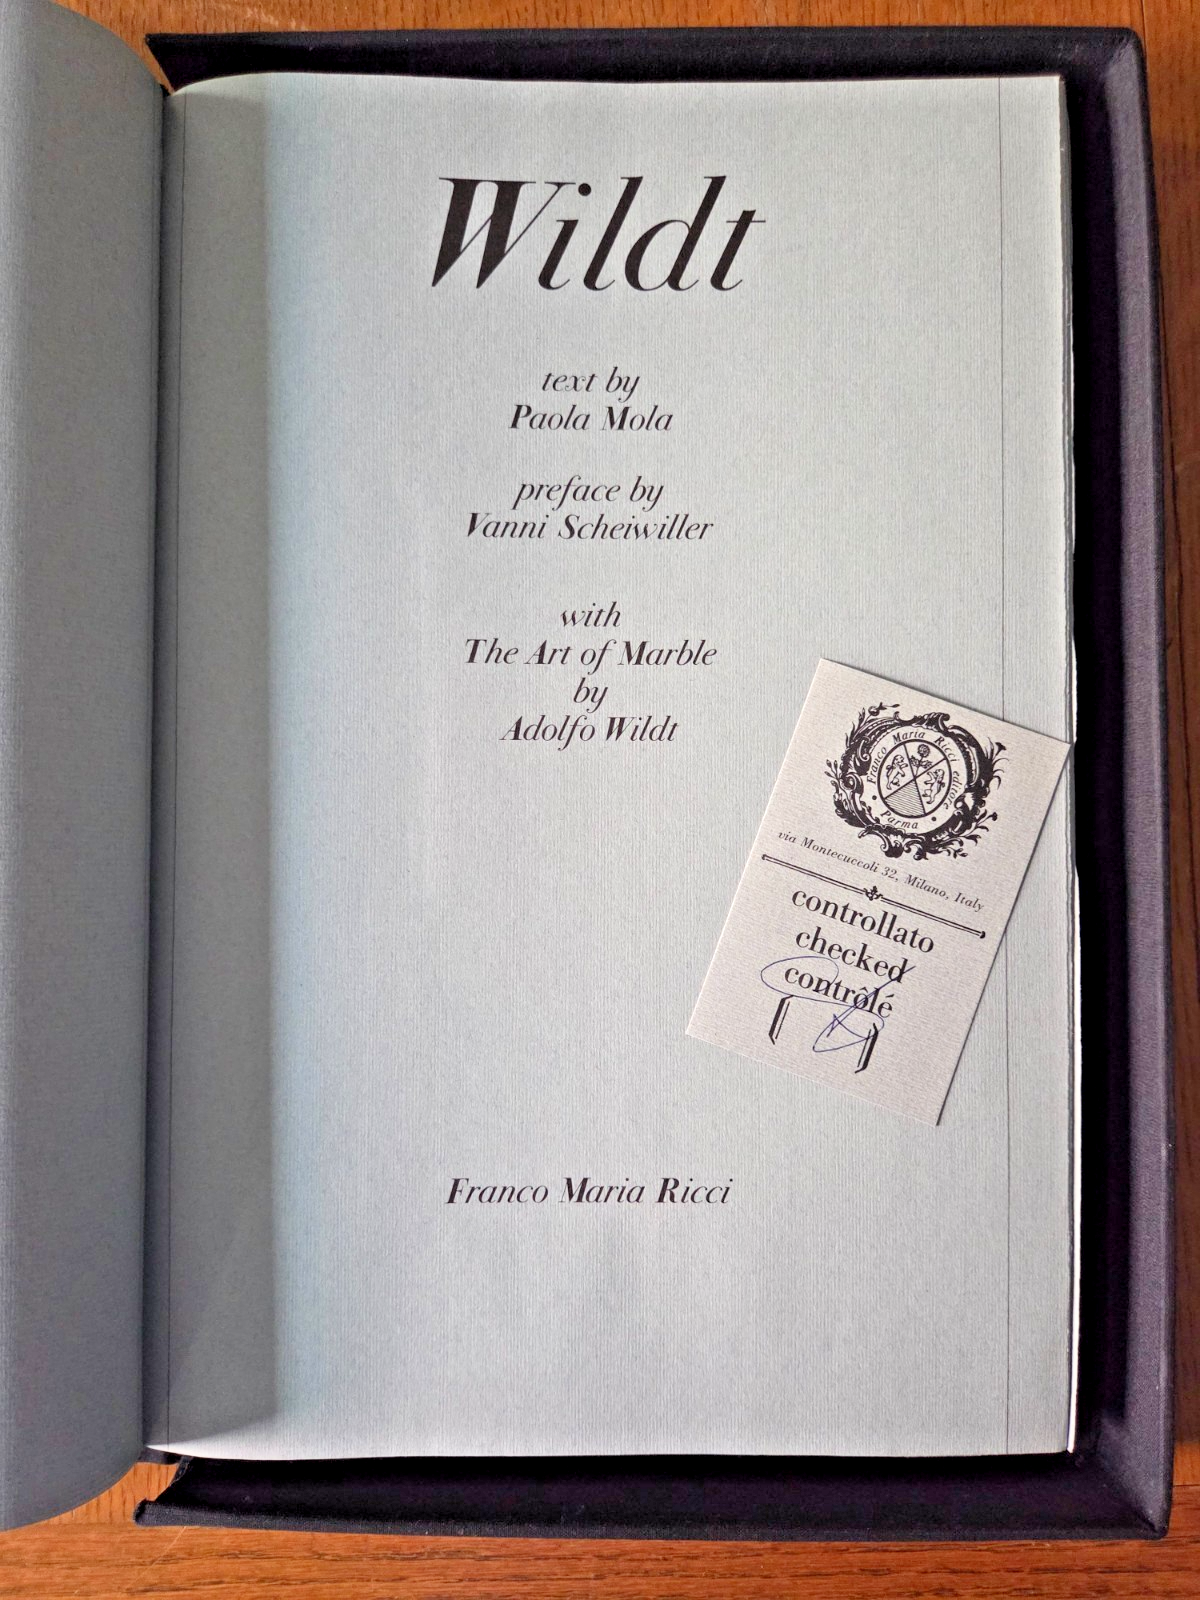 Wildt
text by
Paola Mola
preface by
Vanni Scheiwiller
with
The Art of Marble
by
Adolfo Wildt
Franco Maria Ricci editore
Parma
via Montecuccoli 32, Milano, Italy
controllato
checked
contrôlé
Franco Maria Ricci